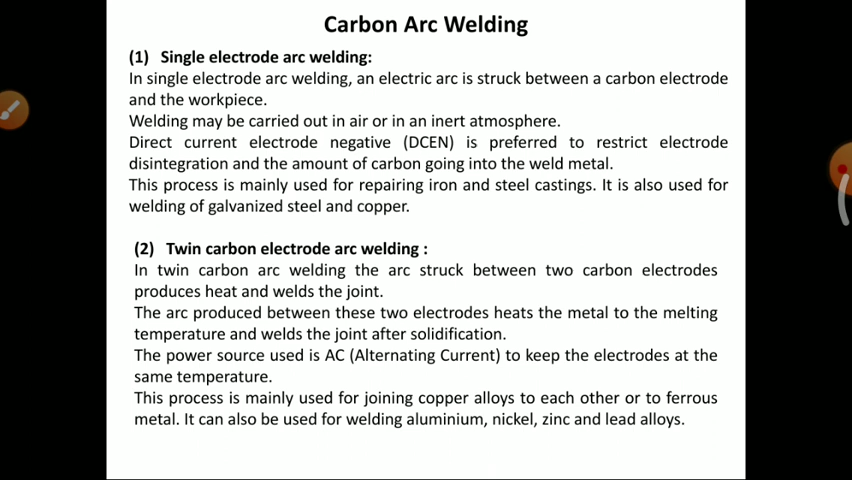 Carbon Arc Welding
(1) Single electrode arc welding:
In single electrode arc welding, an electric arc is struck between a carbon electrode
and the workpiece.
Welding may be carried out in air or in an inert atmosphere.
Direct current electrode negative (DCEN) is preferred to restrict electrode
disintegration and the amount of carbon going into the weld metal.
This process is mainly used for repairing iron and steel castings. It is also used for
welding of galvanized steel and copper.
(2) Twin carbon electrode arc welding :
In twin carbon arc welding the arc struck between two carbon electrodes
produces heat and welds the joint.
The arc produced between these two electrodes heats the metal to the melting
temperature and welds the joint after solidification.
The power source used is AC (Alternating Current) to keep the electrodes at the
same temperature.
This process is mainly used for joining copper alloys to each other or to ferrous
metal. It can also be used for welding aluminium, nickel, zinc and lead alloys.